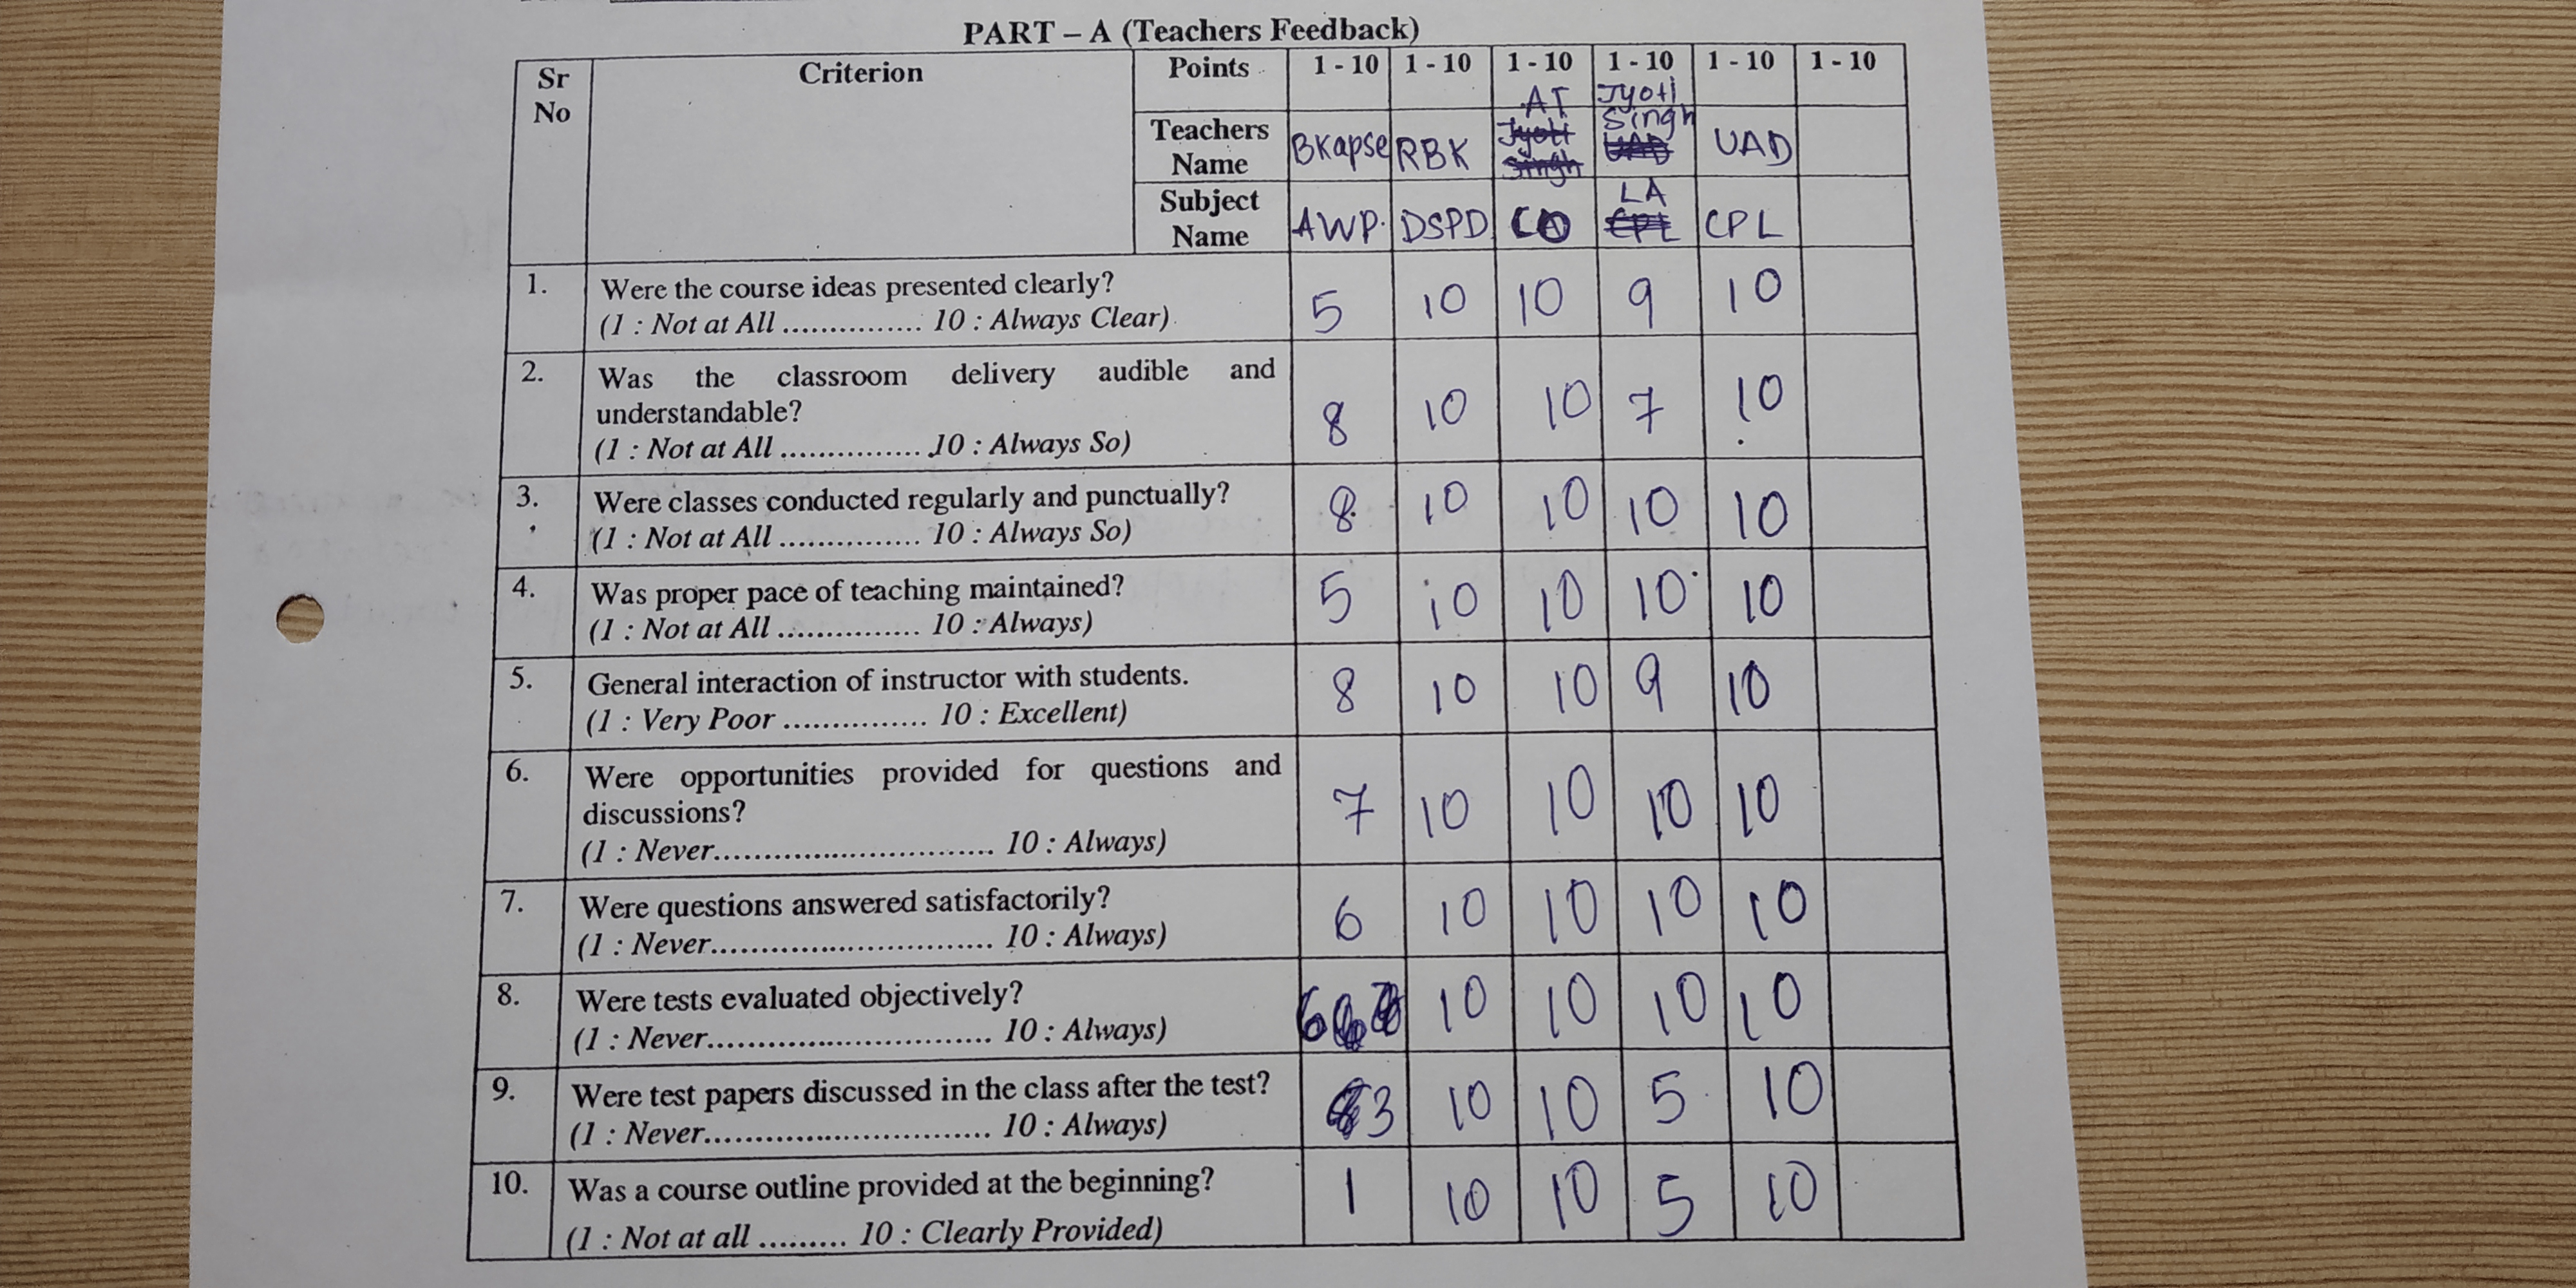 PART – A (Teachers Feedback)
Sr No Criterion Points 1 - 10 1 - 10 1 - 10 1 - 10 1 - 10 1 - 10
Teachers Name BKapse RBK AT Jyoti Singh UAD
Subject Name AWP. DSPD CO LA CPL
1. Were the course ideas presented clearly? 5 10 10 9 10
(1 : Not at All ............... 10 : Always Clear)
2. Was the classroom delivery audible and
understandable? 8 10 10 7 10
(1 : Not at All ............... 10 : Always So)
3. Were classes conducted regularly and punctually? 8 10 10 10 10
(1 : Not at All ............... 10 : Always So)
4. Was proper pace of teaching maintained? 5 10 10 10 10
(1 : Not at All ............... 10 : Always)
5. General interaction of instructor with students. 8 10 10 9 10
(1 : Very Poor ............... 10 : Excellent)
6. Were opportunities provided for questions and
discussions? 7 10 10 10 10
(1 : Never............................... 10 : Always)
7. Were questions answered satisfactorily? 6 10 10 10 10
(1 : Never............................... 10 : Always)
8. Were tests evaluated objectively? 6 10 10 10 10
(1 : Never............................... 10 : Always)
9. Were test papers discussed in the class after the test? 3 10 10 5 10
(1 : Never............................... 10 : Always)
10. Was a course outline provided at the beginning? 1 10 10 5 10
(1 : Not at all ......... 10 : Clearly Provided)